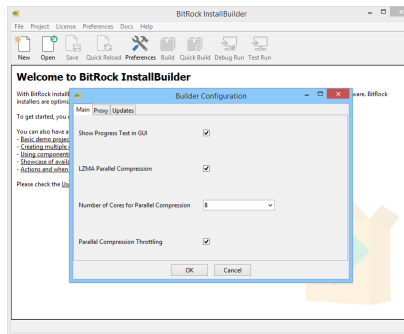 BitRock InstallBuilder
File Project License Preferences Docs Help
New Open Save Quick Reload Preferences Build Quick Build Debug Run Test Run
Welcome to BitRock InstallBuilder
With BitRock Install
ware. BitRock
installers are optimi
To get started, you
You can also have a
- Basic demo projec
- Creating multiple
- Using component
- Showcase of availa
- Actions and when
Please check the Use
Builder Configuration
Main Proxy Updates
Show Progress Text in GUI
LZMA Parallel Compression
Number of Cores for Parallel Compression 8
Parallel Compression Throttling
OK Cancel